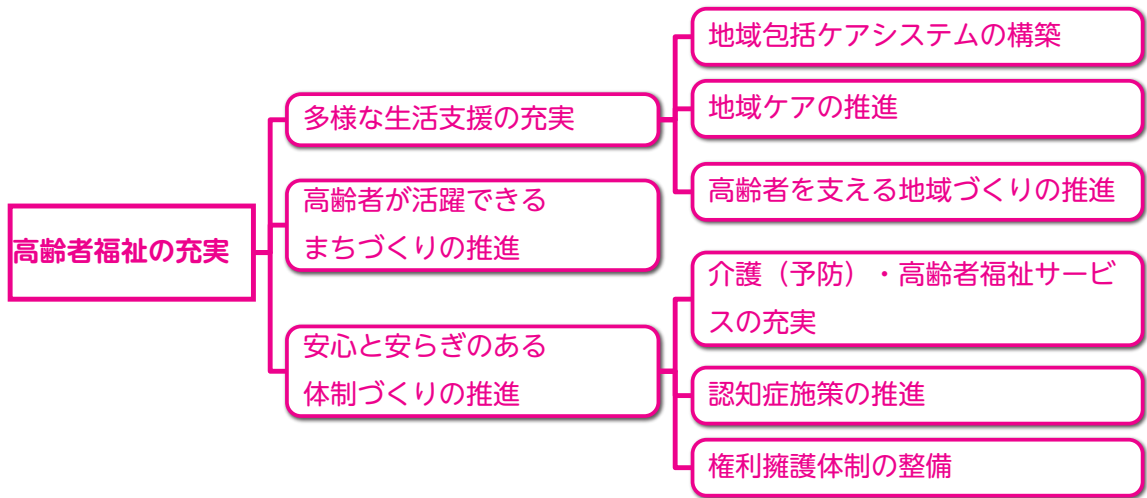 高齢者福祉の充実
多様な生活支援の充実
地域包括ケアシステムの構築
地域ケアの推進
高齢者を支える地域づくりの推進
高齢者が活躍できる
まちづくりの推進
安心と安らぎのある
体制づくりの推進
介護（予防）・高齢者福祉サービ
スの充実
認知症施策の推進
権利擁護体制の整備